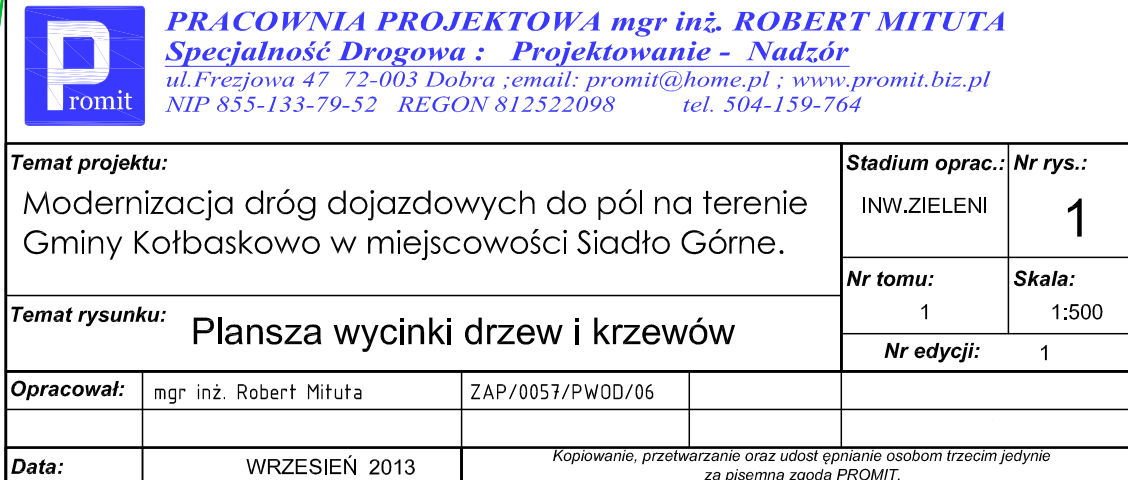 PRACOWNIA PROJEKTOWA mgr inż. ROBERT MITUTA
Specjalność Drogowa : Projektowanie - Nadzór
ul.Frezjowa 47 72-003 Dobra ;email: promit@home.pl ; www.promit.biz.pl
NIP 855-133-79-52 REGON 812522098 tel. 504-159-764
Promit
Temat projektu:
Modernizacja dróg dojazdowych do pól na terenie
Gminy Kołbaskowo w miejscowości Siadło Górne.
Stadium oprac.: Nr rys.:
INW.ZIELENI 1
Nr tomu: Skala:
1 1:500
Temat rysunku: Plansza wycinki drzew i krzewów
Nr edycji: 1
Opracował: mgr inż. Robert Mituta ZAP/0057/PWOD/06
Data: WRZESIEŃ 2013
Kopiowanie, przetwarzanie oraz udost ępnianie osobom trzecim jedynie
za pisemną zgodą PROMIT.